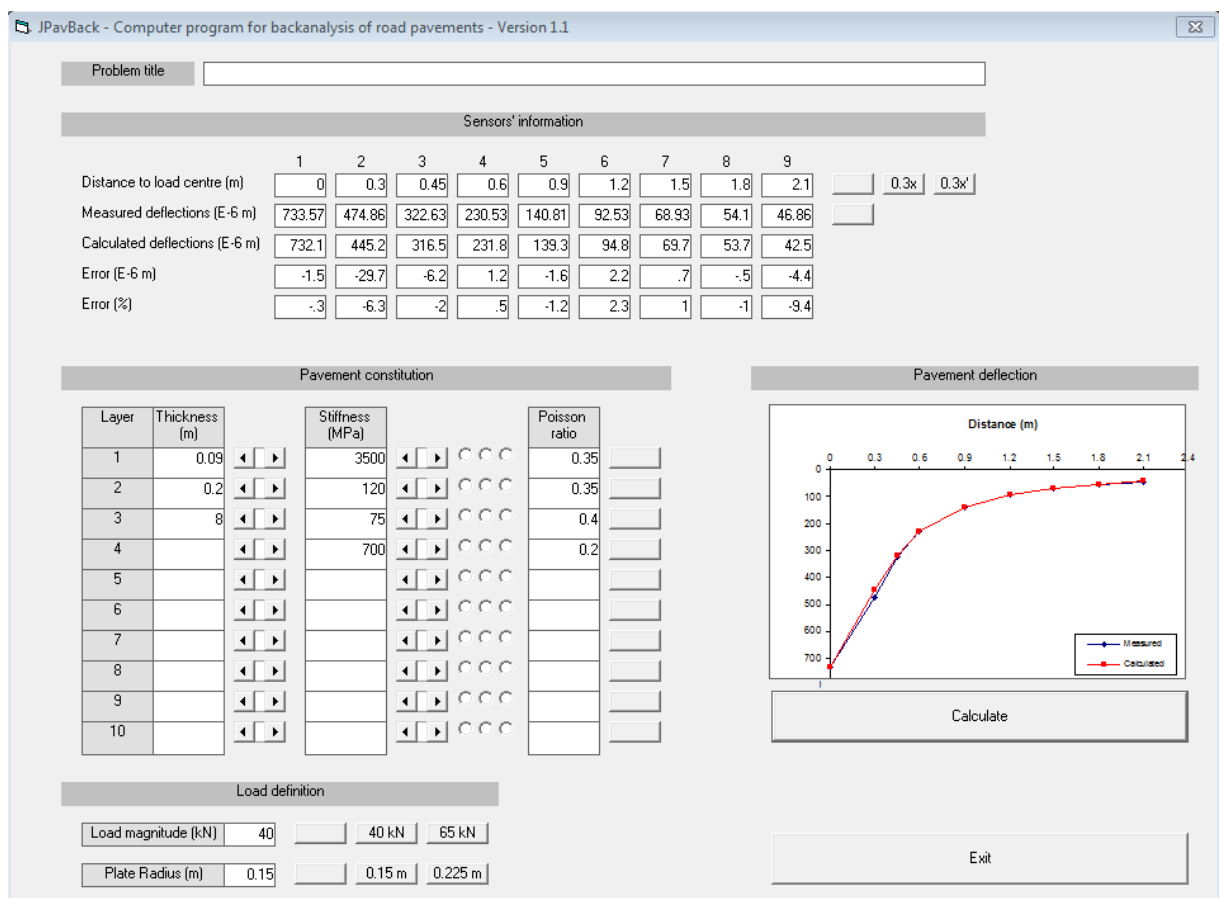 JPavBack - Computer program for backanalysis of road pavements - Version 1.1
Problem title
Sensors' information
1 2 3 4 5 6 7 8 9
Distance to load centre (m) 0 0.3 0.45 0.6 0.9 1.2 1.5 1.8 2.1 0.3x 0.3x'
Measured deflections (E-6 m) 733.57 474.86 322.63 230.53 140.81 92.53 68.93 54.1 46.86
Calculated deflections (E-6 m) 732.1 445.2 316.5 231.8 139.3 94.8 69.7 53.7 42.5
Error (E-6 m) -1.5 -29.7 -6.2 1.2 -1.6 2.2 .7 -.5 -4.4
Error (%) -.3 -6.3 -2 .5 -1.2 2.3 1 -1 -9.4
Pavement constitution
Layer Thickness (m) Stiffness (MPa) Poisson ratio
1 0.09 3500 0.35
2 0.2 120 0.35
3 8 75 0.4
4 700 0.2
5
6
7
8
9
10
Pavement deflection
Distance (m)
0 0.3 0.6 0.9 1.2 1.5 1.8 2.1 2.4
0
100
200
300
400
500
600
700
Measured
Calculated
Calculate
Load definition
Load magnitude (kN) 40 40 kN 65 kN
Plate Radius (m) 0.15 0.15 m 0.225 m
Exit